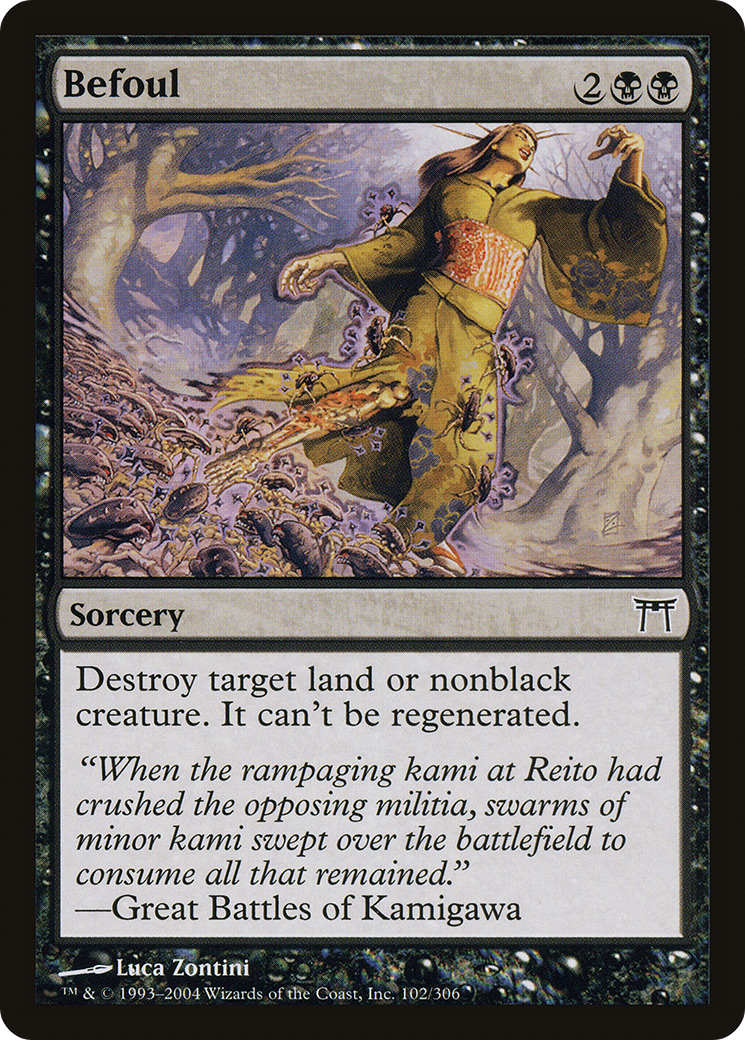 Befoul 2
Sorcery
Destroy target land or nonblack
creature. It can't be regenerated.
“When the rampaging kami at Reito had
crushed the opposing militia, swarms of
minor kami swept over the battlefield to
consume all that remained.”
—Great Battles of Kamigawa
Luca Zontini
™ & © 1993–2004 Wizards of the Coast, Inc. 102/306